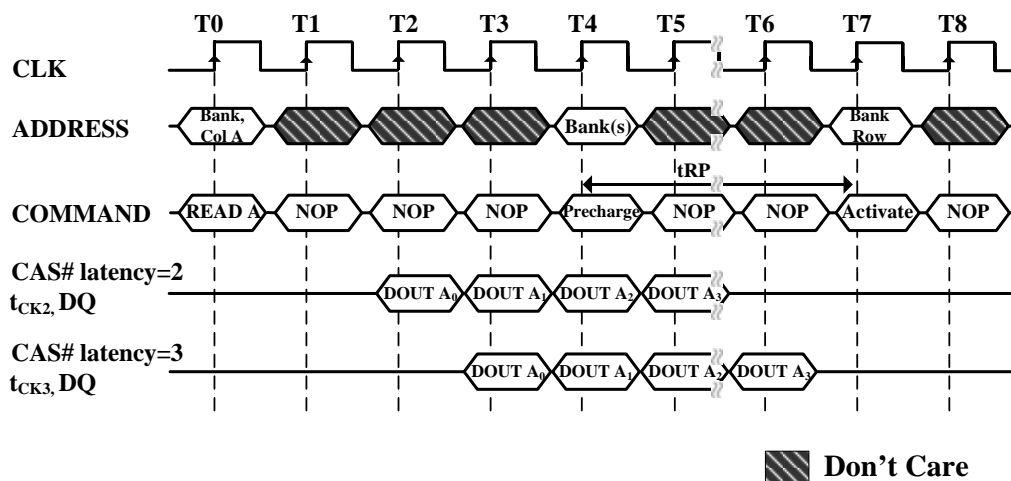 T0 T1 T2 T3 T4 T5 T6 T7 T8
CLK
ADDRESS Bank, Col A Bank(s) Bank Row
tRP
COMMAND READ A NOP NOP NOP Precharge NOP NOP Activate NOP
CAS# latency=2
tCK2, DQ DOUT A0 DOUT A1 DOUT A2 DOUT A3
CAS# latency=3
tCK3, DQ DOUT A0 DOUT A1 DOUT A2 DOUT A3
Don't Care